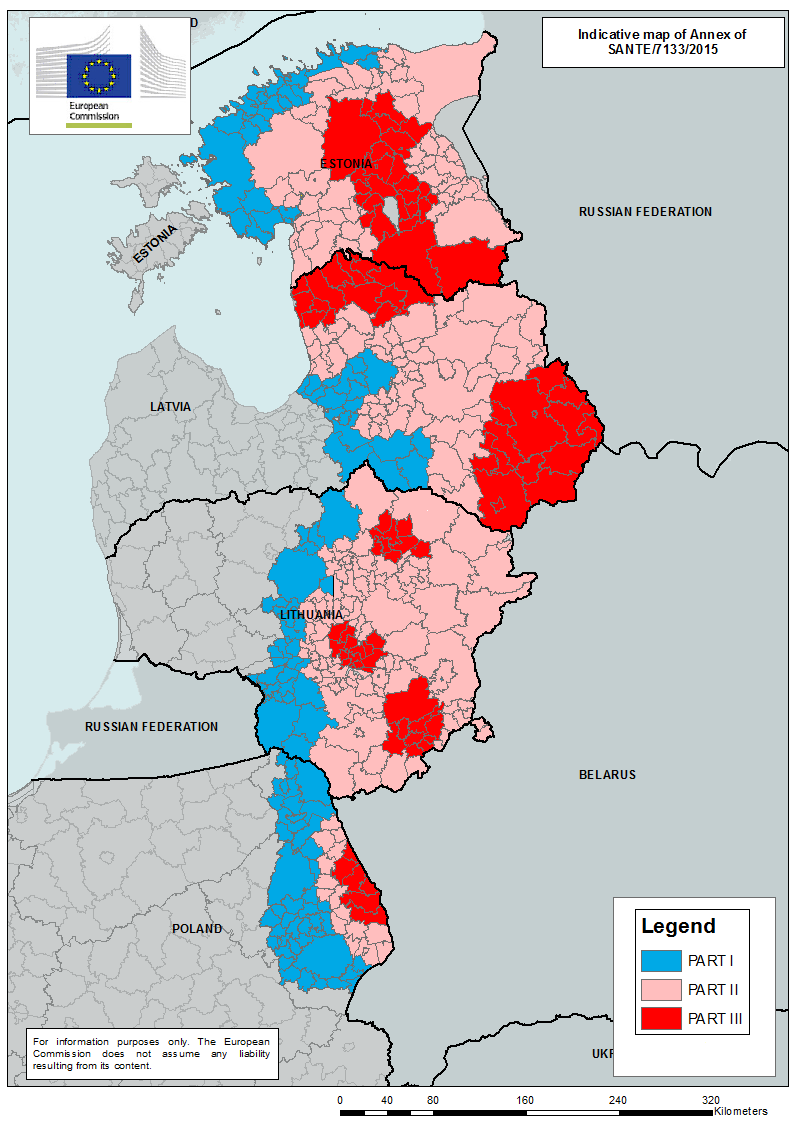 D
Indicative map of Annex of
SANTE/7133/2015
European
Commission
ESTONIA
RUSSIAN FEDERATION
ESTONIA
LATVIA
LITHUANIA
RUSSIAN FEDERATION
BELARUS
POLAND
Legend
PART I
PART II
PART III
For information purposes only. The European
Commission does not assume any liability
resulting from its content.
UKR
0 40 80 160 240 320
Kilometers